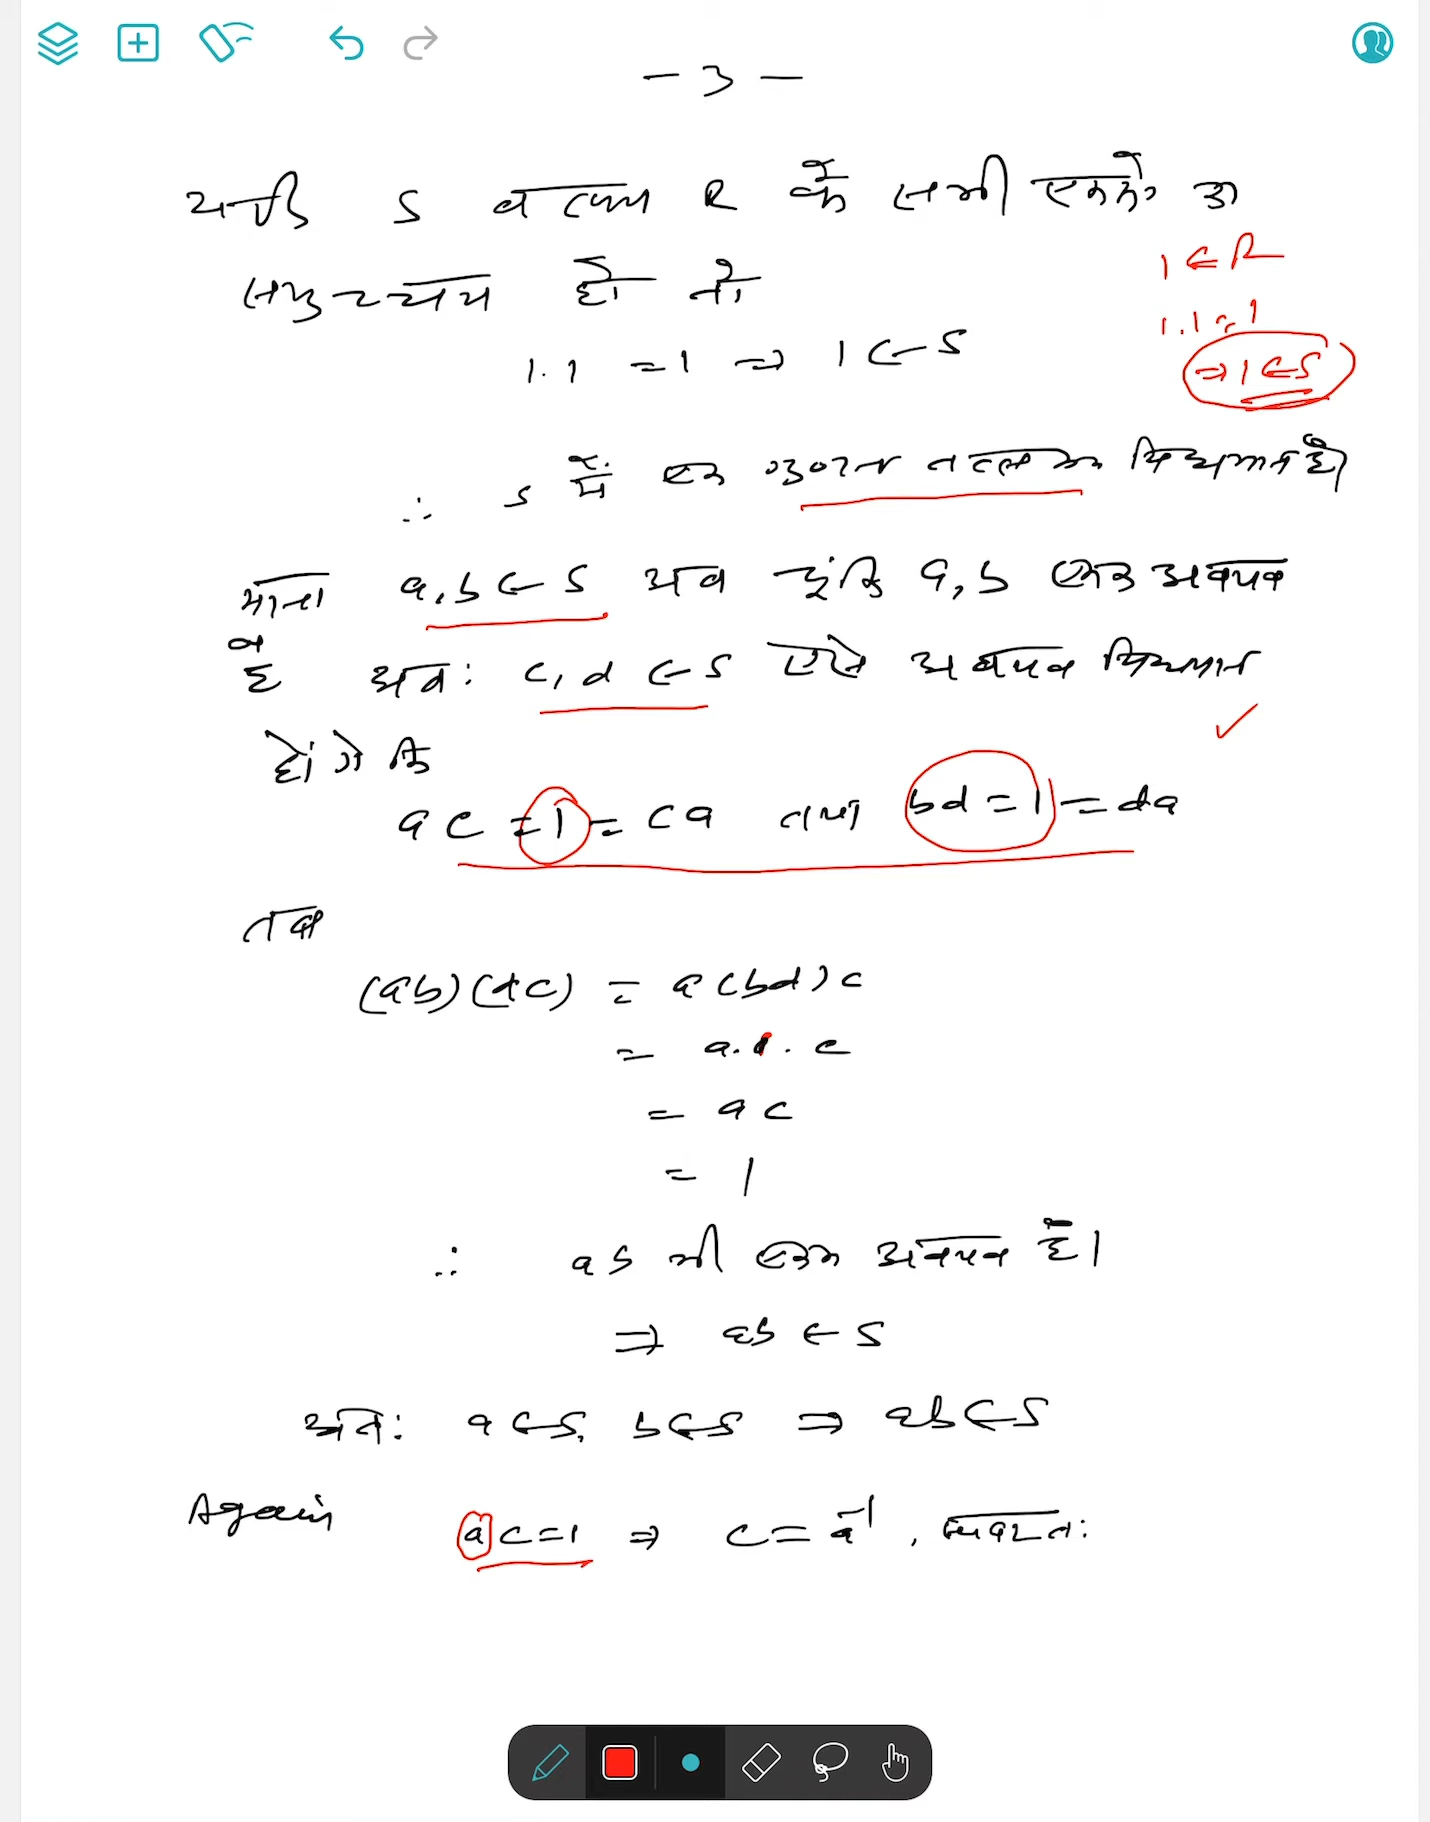 - 3 -
यदि S वलय R के सभी एककों का
समुच्चय हो तो
1 ∈ R
1.1 = 1
1.1 = 1 ⇒ 1 ∈ S
⇒ 1 ∈ S
∴ S में एक गुणन तत्समक विद्यमान है।
माना a, b ∈ S अब चूंकि a, b एकक अवयव
है अतः c, d ∈ S ऐसे अवयव विद्यमान
होंगे कि
ac = 1 = ca तथा bd = 1 = da
तब
(ab)(dc) = a(bd)c
= a.1.c
= ac
= 1
∴ ab भी एकक अवयव है।
⇒ ab ∈ S
अतः a ∈ S, b ∈ S ⇒ ab ∈ S
Again ac = 1 ⇒ c = a⁻¹, स्पष्टतः